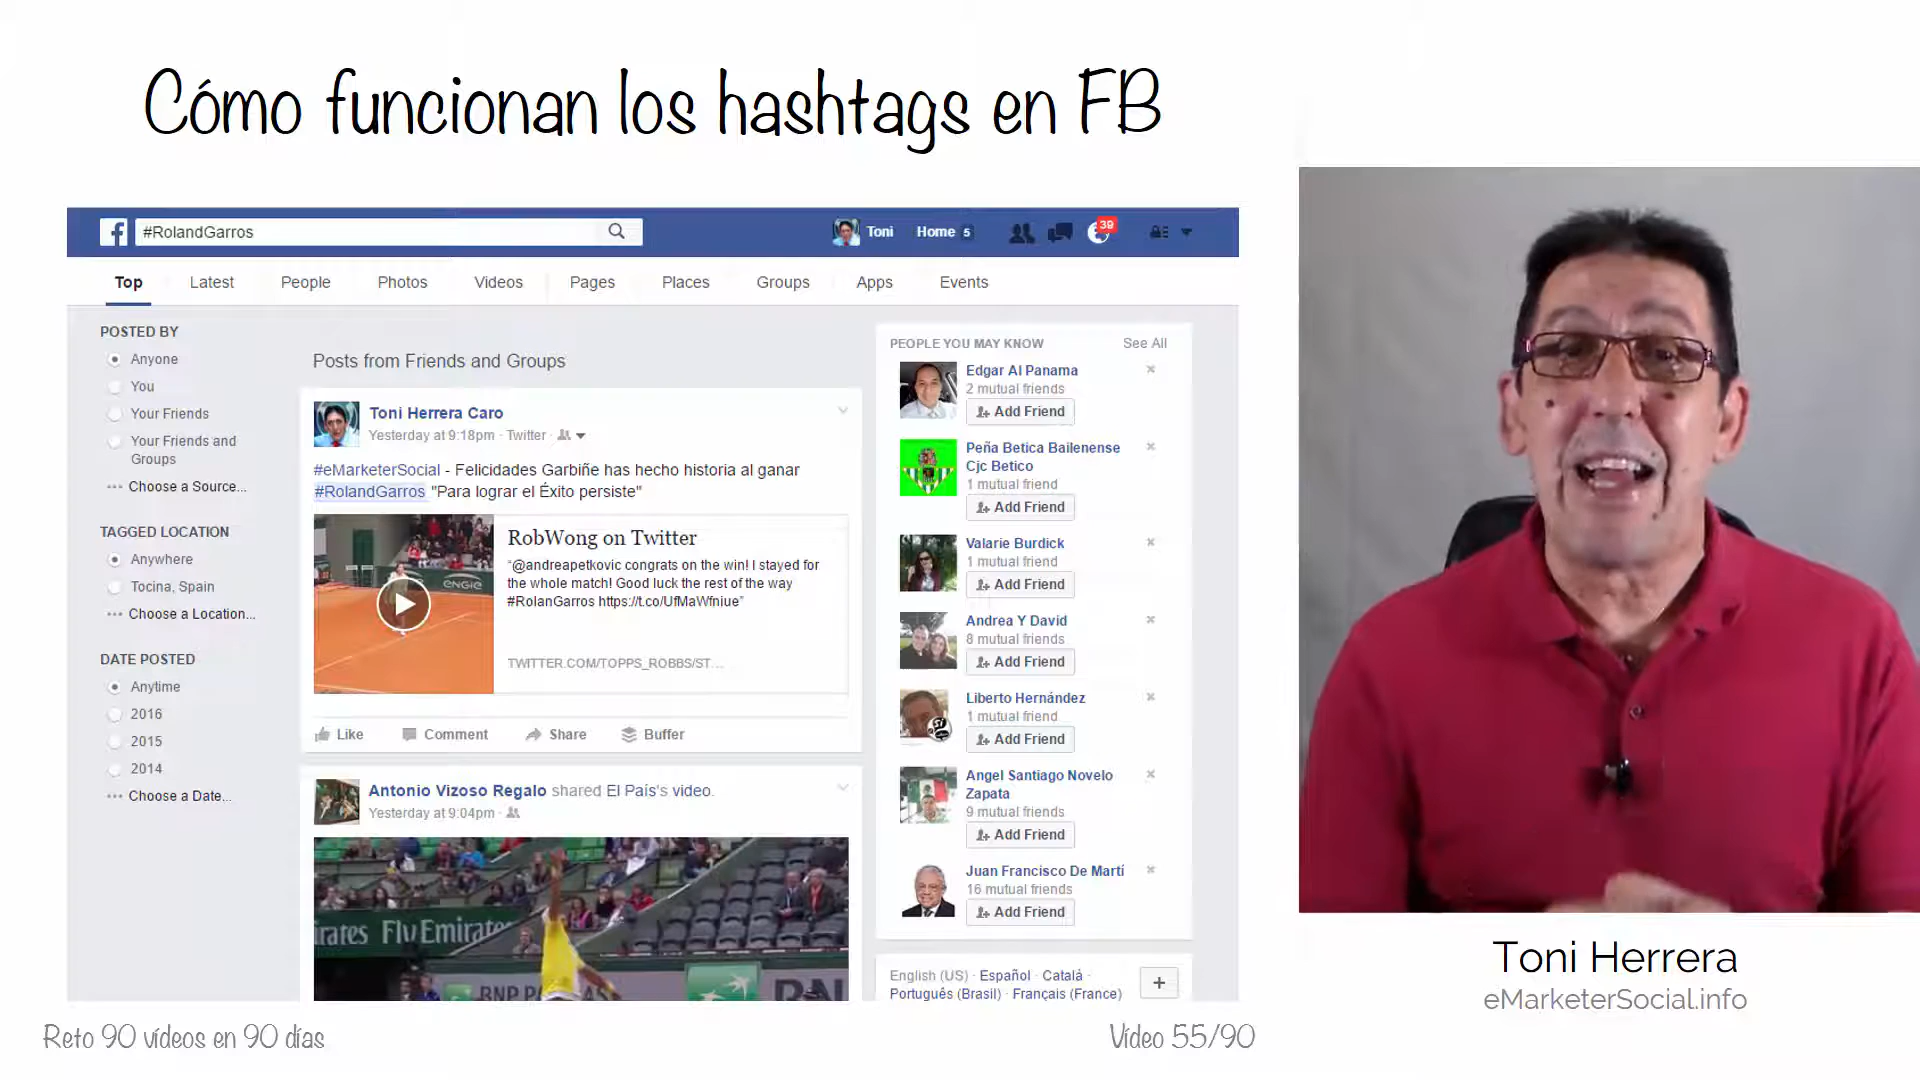 Cómo funcionan los hashtags en FB
#RolandGarros
Toni Home 5 39
Top Latest People Photos Videos Pages Places Groups Apps Events
POSTED BY
Anyone
You
Your Friends
Your Friends and
Groups
Choose a Source...
TAGGED LOCATION
Anywhere
Tocina, Spain
Choose a Location...
DATE POSTED
Anytime
2016
2015
2014
Choose a Date...
Posts from Friends and Groups
Toni Herrera Caro
Yesterday at 9:18pm · Twitter ·
#eMarketerSocial - Felicidades Garbiñe has hecho historia al ganar
#RolandGarros "Para lograr el Éxito persiste"
ENGIE
RobWong on Twitter
"@andreapetkovic congrats on the win! I stayed for
the whole match! Good luck the rest of the way
#RolanGarros https://t.co/UfMaWfniue"
TWITTER.COM/TOPPS_ROBBS/ST...
Like Comment Share Buffer
Antonio Vizoso Regalo shared El País's video.
Yesterday at 9:04pm ·
irates Fly Emirate
BNP PARIBAS
BN
PEOPLE YOU MAY KNOW See All
Edgar Al Panama
2 mutual friends
Add Friend
Peña Betica Bailenense
Cjc Betico
1 mutual friend
Add Friend
Valarie Burdick
1 mutual friend
Add Friend
Andrea Y David
8 mutual friends
Add Friend
Liberto Hernández
1 mutual friend
Add Friend
Angel Santiago Novelo
Zapata
9 mutual friends
Add Friend
Juan Francisco De Martí
16 mutual friends
Add Friend
English (US) · Español · Català ·
Português (Brasil) · Français (France)
Toni Herrera
eMarketerSocial.info
Reto 90 vídeos en 90 días
Vídeo 55/90